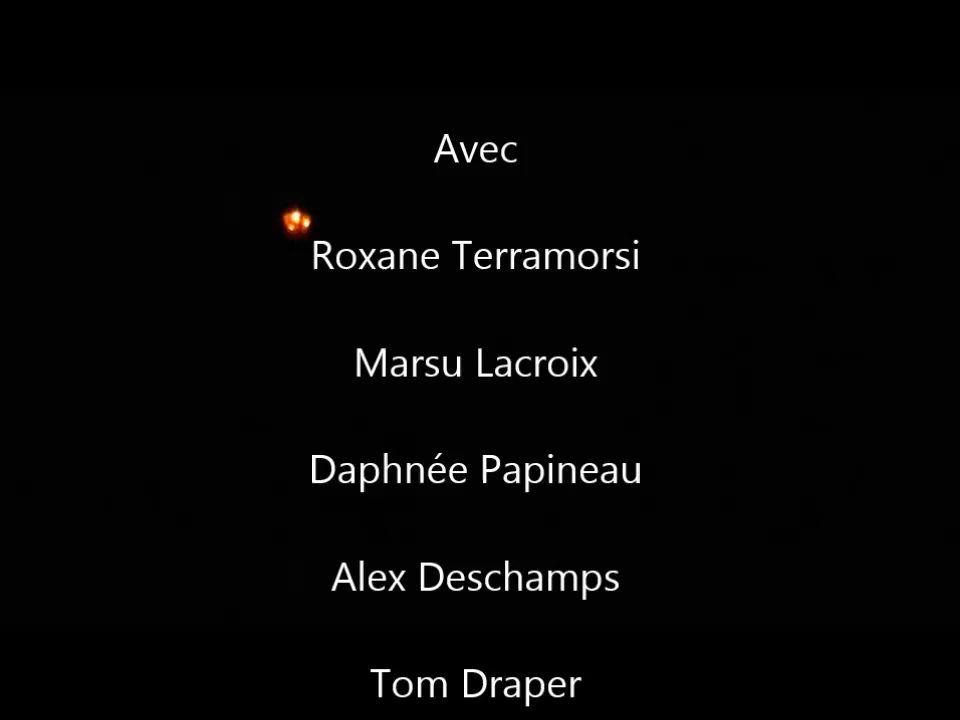 Avec
Roxane Terramorsi
Marsu Lacroix
Daphnée Papineau
Alex Deschamps
Tom Draper